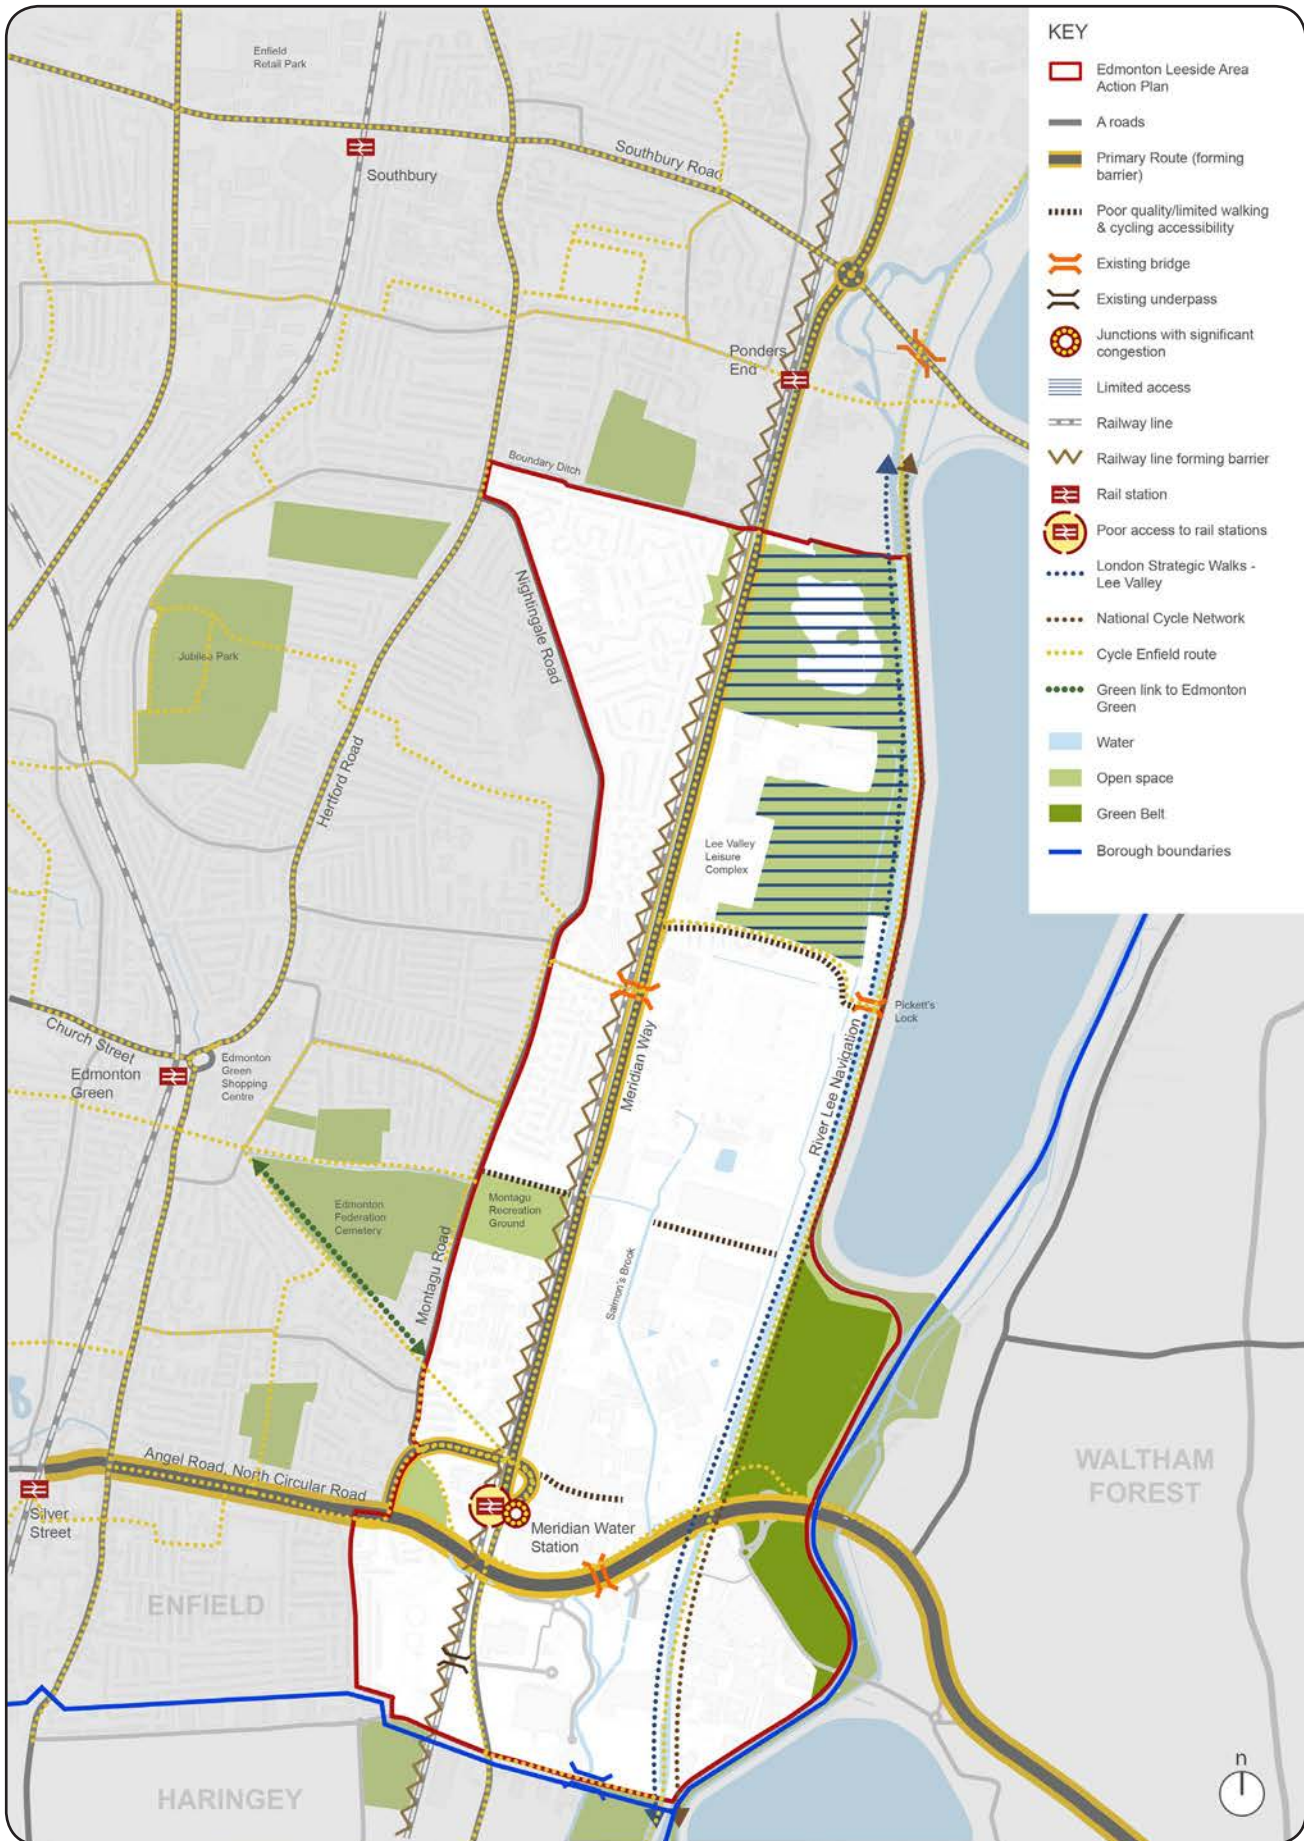 Enfield
Retail Park
Southbury
Southbury Road
Ponders
End
Boundary Ditch
Nightingale Road
Jubilee Park
Hertford Road
Lee Valley
Leisure
Complex
Pickett's
Lock
Church Street
Edmonton
Green
Edmonton
Green
Shopping
Centre
Meridian Way
River Lee Navigation
Edmonton
Federation
Cemetery
Montagu
Recreation
Ground
Montagu Road
Salmon's Brook
Angel Road, North Circular Road
Silver
Street
Meridian Water
Station
ENFIELD
HARINGEY
WALTHAM
FOREST
n
KEY
Edmonton Leeside Area
Action Plan
A roads
Primary Route (forming
barrier)
Poor quality/limited walking
& cycling accessibility
Existing bridge
Existing underpass
Junctions with significant
congestion
Limited access
Railway line
Railway line forming barrier
Rail station
Poor access to rail stations
London Strategic Walks -
Lee Valley
National Cycle Network
Cycle Enfield route
Green link to Edmonton
Green
Water
Open space
Green Belt
Borough boundaries